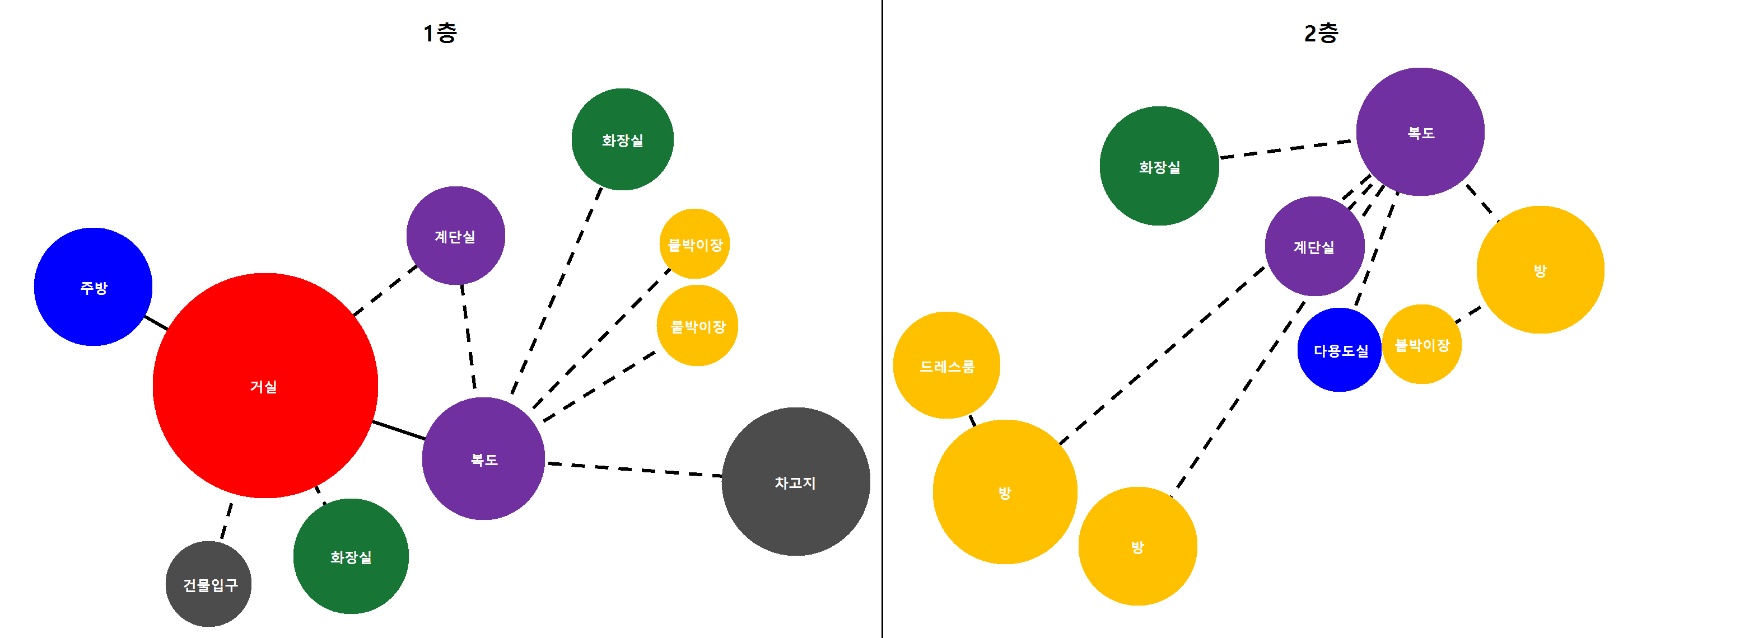 1층
화장실
계단실
붙박이장
주방
붙박이장
거실
복도
차고지
화장실
건물입구
2층
복도
화장실
계단실
방
다용도실
붙박이장
드레스룸
방
방